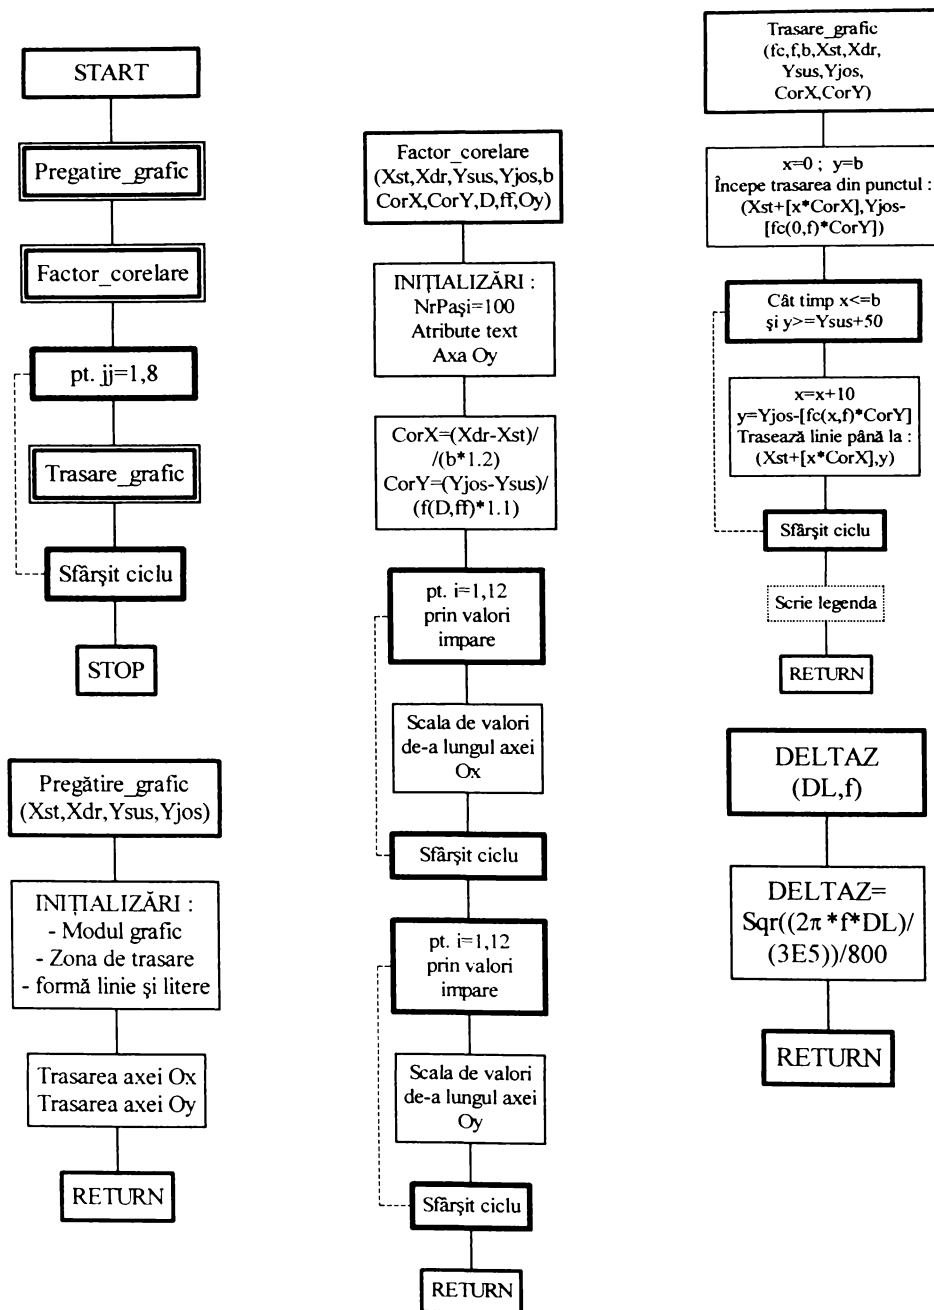 START
Pregatire_grafic
Factor_corelare
pt. jj=1,8
Trasare_grafic
Sfârşit ciclu
STOP
Pregătire_grafic
(Xst,Xdr,Ysus,Yjos)
INIŢIALIZĂRI :
- Modul grafic
- Zona de trasare
- formă linie şi litere
Trasarea axei Ox
Trasarea axei Oy
RETURN
Factor_corelare
(Xst,Xdr,Ysus,Yjos,b
CorX,CorY,D,ff,Oy)
INIŢIALIZĂRI :
NrPaşi=100
Atribute text
Axa Oy
CorX=(Xdr-Xst)/
/(b*1.2)
CorY=(Yjos-Ysus)/
(f(D,ff)*1.1)
pt. i=1,12
prin valori
impare
Scala de valori
de-a lungul axei
Ox
Sfârşit ciclu
pt. i=1,12
prin valori
impare
Scala de valori
de-a lungul axei
Oy
Sfârşit ciclu
RETURN
Trasare_grafic
(fc,f,b,Xst,Xdr,
Ysus,Yjos,
CorX,CorY)
x=0 ; y=b
Începe trasarea din punctul :
(Xst+[x*CorX],Yjos-
[fc(0,f)*CorY])
Cât timp x<=b
şi y>=Ysus+50
x=x+10
y=Yjos-[fc(x,f)*CorY]
Trasează linie până la :
(Xst+[x*CorX],y)
Sfârşit ciclu
Scrie legenda
RETURN
DELTAZ
(DL,f)
DELTAZ=
Sqr((2π*f*DL)/
(3E5))/800
RETURN